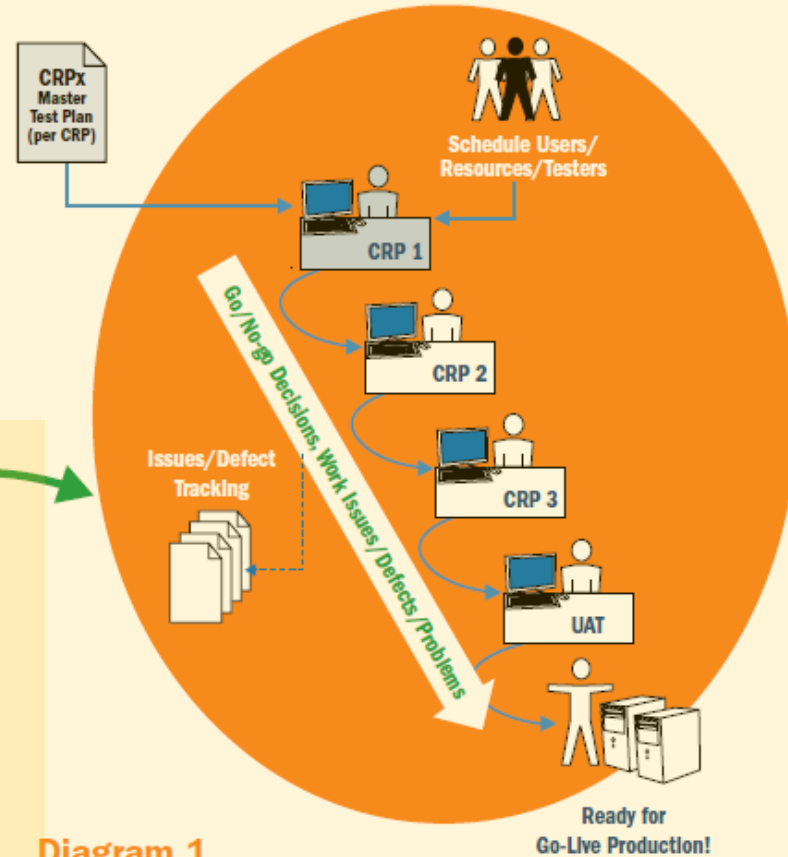 CRPx
Master
Test Plan
(per CRP)
Schedule Users/
Resources/Testers
CRP 1
Go/No-go Decisions, Work Issues/Defects/Problems
CRP 2
Issues/Defect
Tracking
CRP 3
UAT
Ready for
Go-Live Production!
Diagram 1